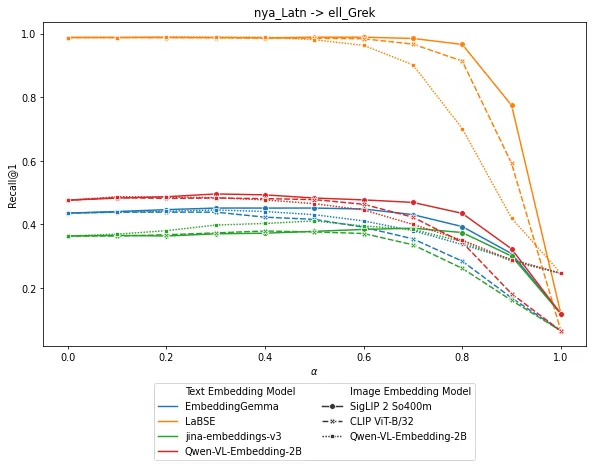 nya_Latn -> ell_Grek
Recall@1
1.0
0.8
0.6
0.4
0.2
0.0 0.2 0.4 0.6 0.8 1.0
α
Text Embedding Model
EmbeddingGemma
LaBSE
jina-embeddings-v3
Qwen-VL-Embedding-2B
Image Embedding Model
SigLIP 2 So400m
CLIP ViT-B/32
Qwen-VL-Embedding-2B